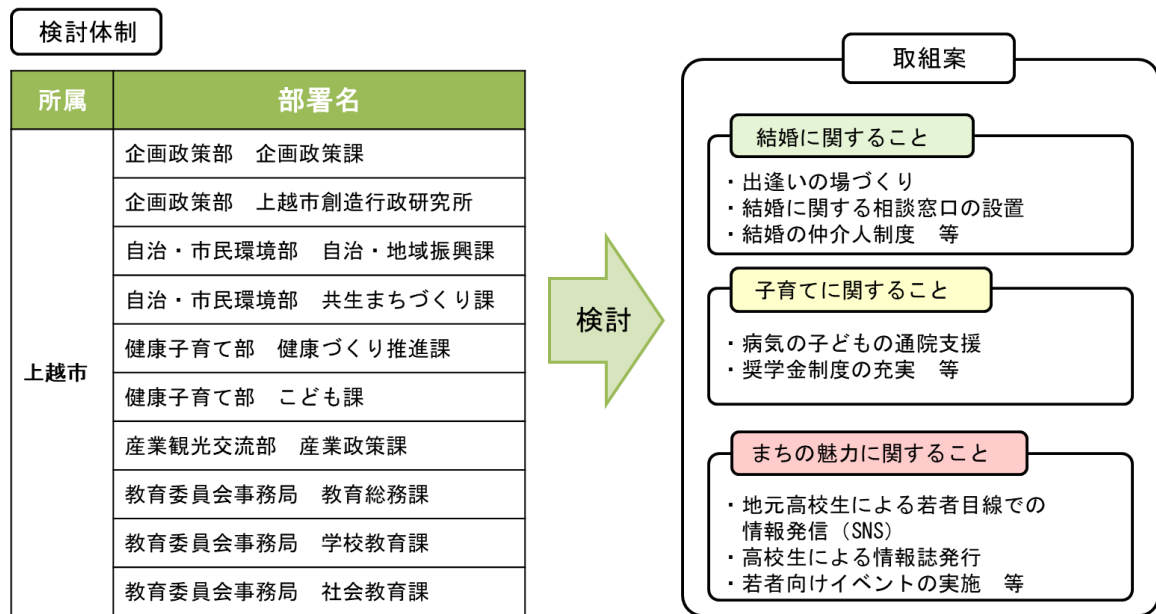 検討体制
所属 部署名
上越市
企画政策部　企画政策課
企画政策部　上越市創造行政研究所
自治・市民環境部　自治・地域振興課
自治・市民環境部　共生まちづくり課
健康子育て部　健康づくり推進課
健康子育て部　こども課
産業観光交流部　産業政策課
教育委員会事務局　教育総務課
教育委員会事務局　学校教育課
教育委員会事務局　社会教育課
検討
取組案
結婚に関すること
・出逢いの場づくり
・結婚に関する相談窓口の設置
・結婚の仲介人制度　等
子育てに関すること
・病気の子どもの通院支援
・奨学金制度の充実　等
まちの魅力に関すること
・地元高校生による若者目線での
情報発信（SNS）
・高校生による情報誌発行
・若者向けイベントの実施　等